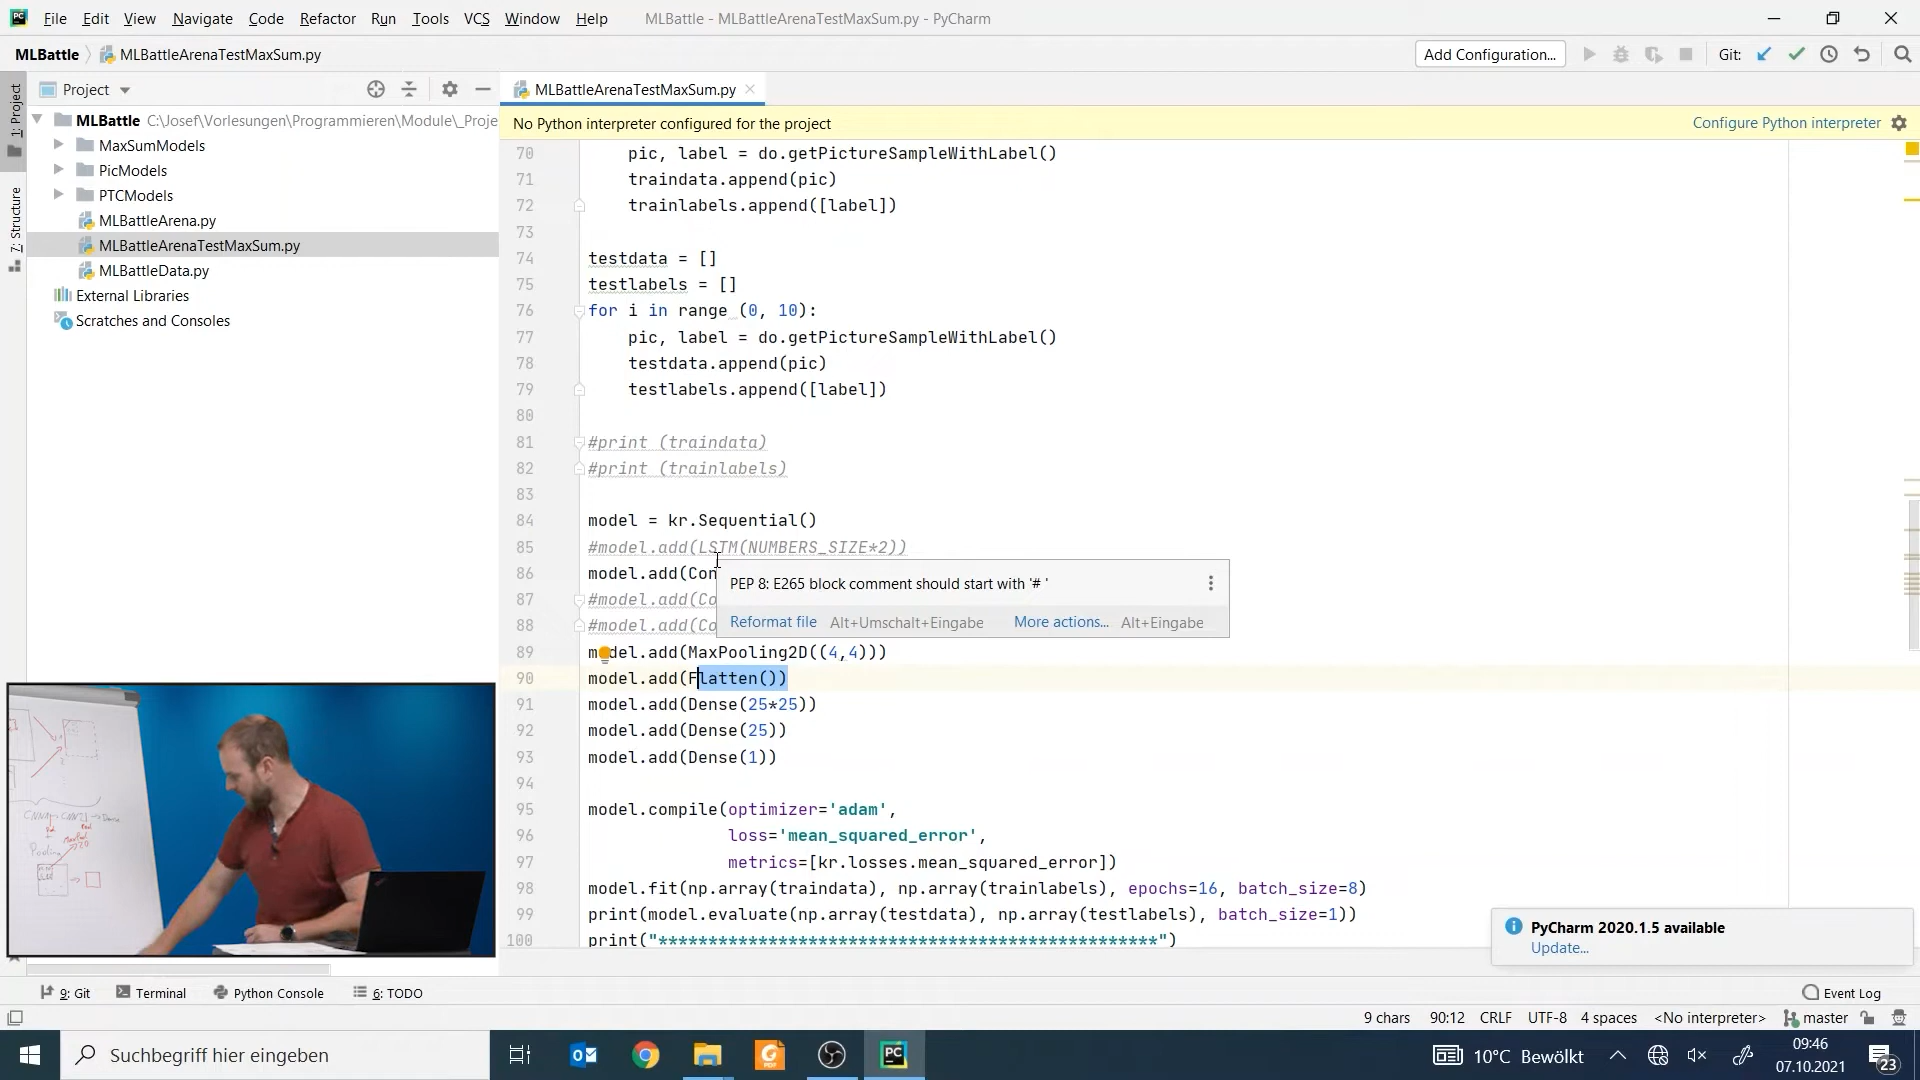 File Edit View Navigate Code Refactor Run Tools VCS Window Help MLBattle - MLBattleArenaTestMaxSum.py - PyCharm
MLBattle MLBattleArenaTestMaxSum.py Add Configuration... Git:
Project MLBattleArenaTestMaxSum.py
1: Project
7: Structure
MLBattle C:\Josef\Vorlesungen\Programmieren\Module\_Proje
MaxSumModels
PicModels
PTCModels
MLBattleArena.py
MLBattleArenaTestMaxSum.py
MLBattleData.py
External Libraries
Scratches and Consoles
No Python interpreter configured for the project Configure Python interpreter
70 pic, label = do.getPictureSampleWithLabel()
71 traindata.append(pic)
72 trainlabels.append([label])
73
74 testdata = []
75 testlabels = []
76 for i in range (0, 10):
77 pic, label = do.getPictureSampleWithLabel()
78 testdata.append(pic)
79 testlabels.append([label])
80
81 #print (traindata)
82 #print (trainlabels)
83
84 model = kr.Sequential()
85 #model.add(LSTM(NUMBERS_SIZE*2))
86 model.add(Con
87 #model.add(Co
88 #model.add(Co
PEP 8: E265 block comment should start with '# '
Reformat file Alt+Umschalt+Eingabe More actions... Alt+Eingabe
89 model.add(MaxPooling2D((4,4)))
90 model.add(Flatten())
91 model.add(Dense(25*25))
92 model.add(Dense(25))
93 model.add(Dense(1))
94
95 model.compile(optimizer='adam',
96 loss='mean_squared_error',
97 metrics=[kr.losses.mean_squared_error])
98 model.fit(np.array(traindata), np.array(trainlabels), epochs=16, batch_size=8)
99 print(model.evaluate(np.array(testdata), np.array(testlabels), batch_size=1))
100 print("**************************************************")
Pooling
PyCharm 2020.1.5 available
Update...
9: Git Terminal Python Console 6: TODO Event Log
9 chars 90:12 CRLF UTF-8 4 spaces <No interpreter> master
Suchbegriff hier eingeben
10°C Bewölkt
09:46
07.10.2021
23